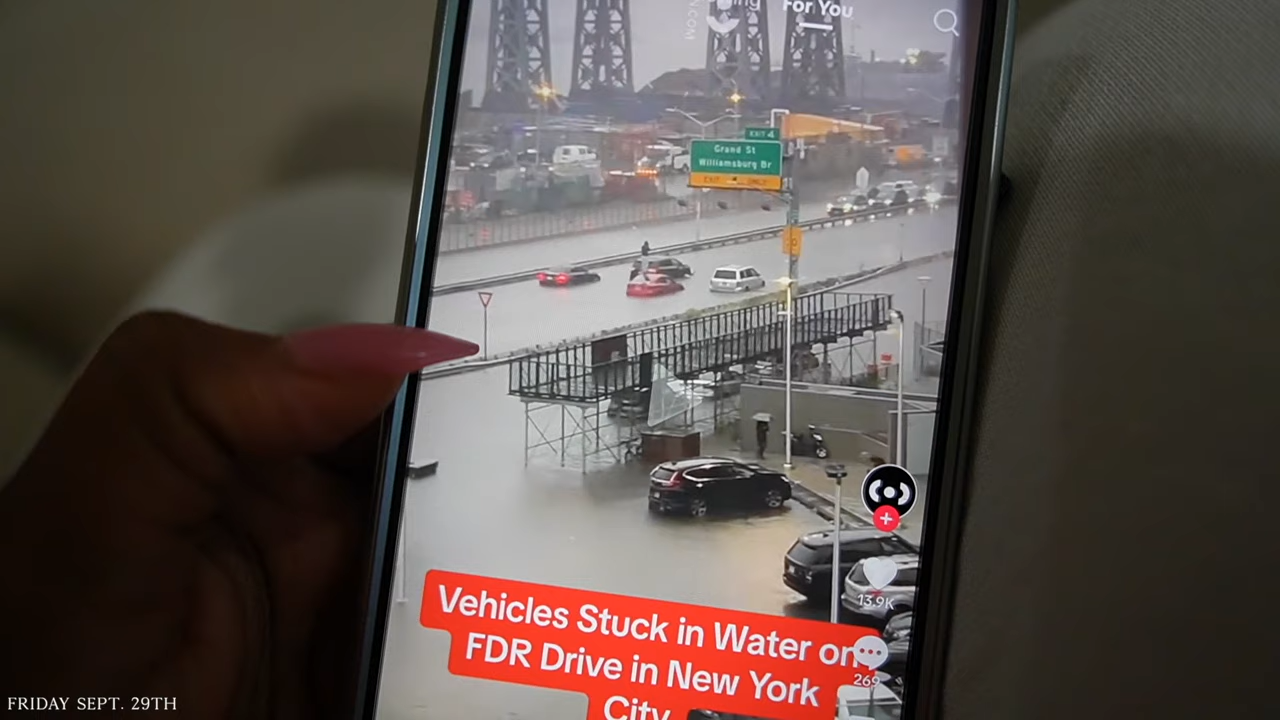 For You
EXIT 4
Grand St
Williamsburg Br
EXIT ONLY
13.9K
Vehicles Stuck in Water on
FDR Drive in New York
City
269
FRIDAY SEPT. 29TH